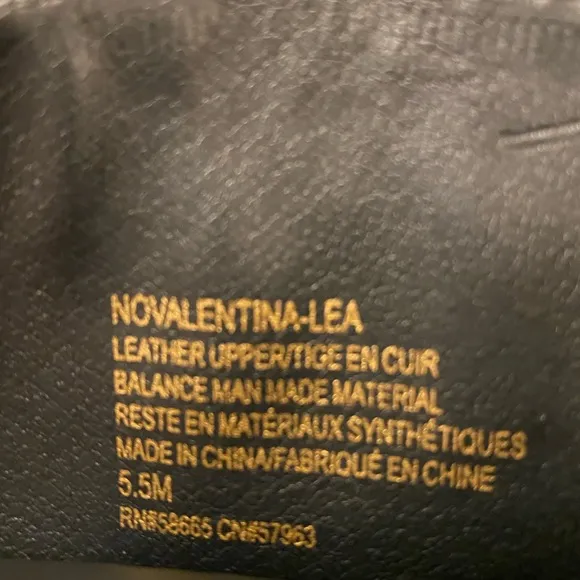 NOVALENTINA-LEA
LEATHER UPPER/TIGE EN CUIR
BALANCE MAN MADE MATERIAL
RESTE EN MATÉRIAUX SYNTHÉTIQUES
MADE IN CHINA/FABRIQUÉ EN CHINE
5.5M
RN#58665 CN#57963